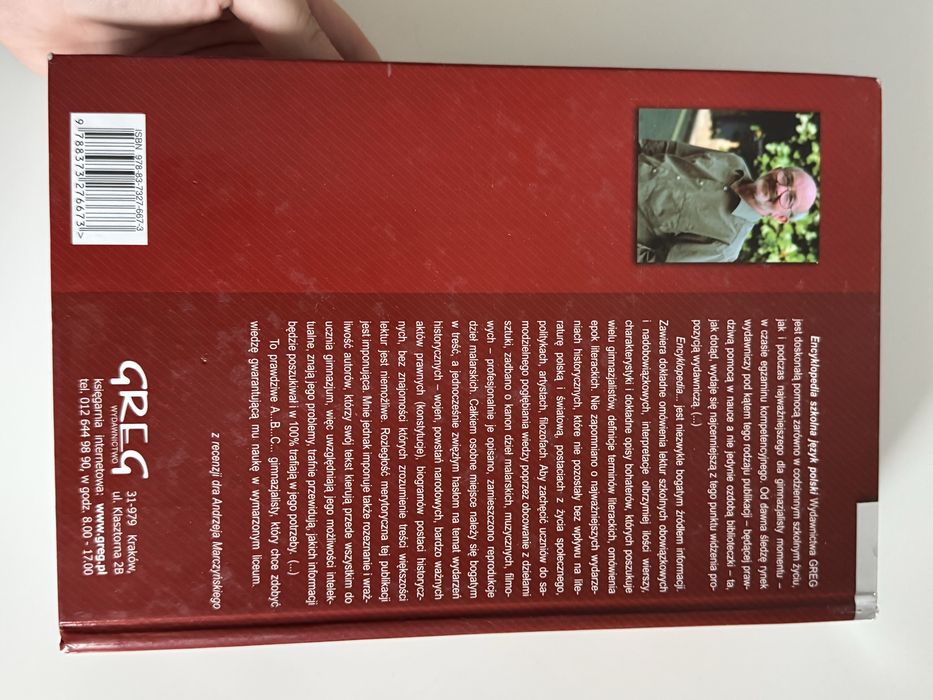 Encyklopedia szkolna język polski Wydawnictwa GREG
jest doskonałą pomocą zarówno w codziennym szkolnym życiu,
jak i podczas najważniejszego dla gimnazjalisty momentu –
w czasie egzaminu kompetencyjnego. Od dawna śledzę rynek
wydawniczy pod kątem tego rodzaju publikacji – będącej praw-
dziwą pomocą w nauce a nie jedynie ozdobą biblioteczki – ta,
jak dotąd, wydaje się najcenniejszą z tego punktu widzenia pro-
pozycją wydawniczą. (...)
Encyklopedia... jest niezwykle bogatym źródłem informacji.
Zawiera dokładne omówienia lektur szkolnych obowiązkowych
i nadobowiązkowych, interpretacje olbrzymiej ilości wierszy,
charakterystyki i dokładne opisy bohaterów, których poszukuje
wielu gimnazjalistów, definicje terminów literackich, omówienia
epok literackich. Nie zapomniano o najważniejszych wydarze-
niach historycznych, które nie pozostały bez wpływu na lite-
raturę polską i światową, postaciach z życia społecznego,
politykach, artystach, filozofach. Aby zachęcić uczniów do sa-
modzielnego pogłębiania wiedzy poprzez obcowanie z dziełami
sztuki, zadbano o kanon dzieł malarskich, muzycznych, filmo-
wych – profesjonalnie je opisano, zamieszczono reprodukcje
dzieł malarskich. Całkiem osobne miejsce należy się bogatym
w treść, a jednocześnie zwięzłym hasłom na temat wydarzeń
historycznych – wojen, powstań narodowych, bardzo ważnych
aktów prawnych (konstytucje), biogramów postaci historycz-
nych, bez znajomości których zrozumienie treści większości
lektur jest niemożliwe. Rozległość merytoryczna tej publikacji
jest imponująca. Mnie jednak imponuje także rozeznanie i wraż-
liwość autorów, którzy swój tekst kierują przede wszystkim do
ucznia gimnazjum, więc uwzględniają jego możliwości intelek-
tualne, znają jego problemy, trafnie przewidują, jakich informacji
będzie poszukiwał i w 100% trafiają w jego potrzeby. (...)
To prawdziwe A...B...C... gimnazjalisty, który chce zdobyć
wiedzę gwarantującą mu naukę w wymarzonym liceum.
z recenzji dra Andrzeja Marczyńskiego
ISBN 978-83-7327-667-3
9 788373 276673 >
GREG
WYDAWNICTWO
31-979 Kraków,
ul. Klasztorna 2B
księgarnia internetowa: www.greg.pl
tel. 012 644 98 90, w godz. 8.00 - 17.00